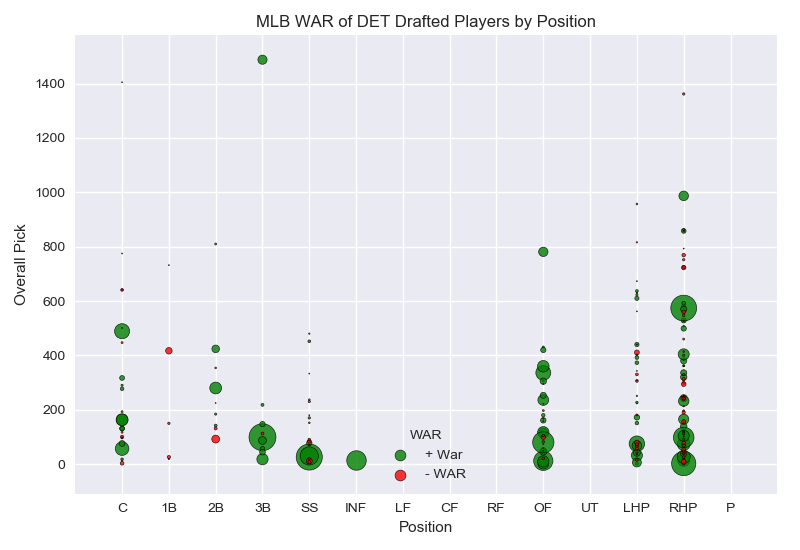 MLB WAR of DET Drafted Players by Position
1400
1200
1000
800
600
400
200
0
Overall Pick
WAR
+ War
- WAR
C 1B 2B 3B SS INF LF CF RF OF UT LHP RHP P
Position